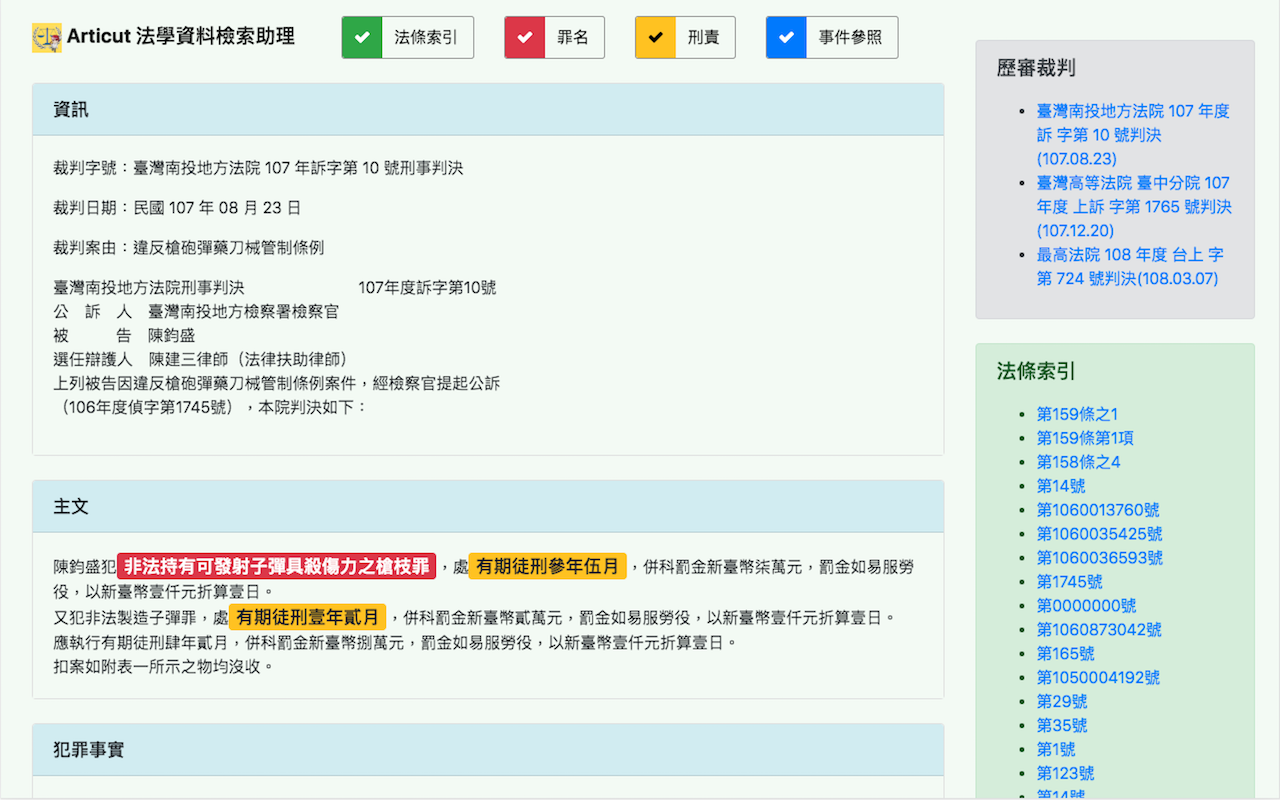 Articut 法學資料檢索助理
法條索引
罪名
刑責
事件參照
資訊
裁判字號：臺灣南投地方法院 107 年訴字第 10 號刑事判決
裁判日期：民國 107 年 08 月 23 日
裁判案由：違反槍砲彈藥刀械管制條例
臺灣南投地方法院刑事判決 107年度訴字第10號
公 訴 人 臺灣南投地方檢察署檢察官
被 告 陳鈞盛
選任辯護人 陳建三律師（法律扶助律師）
上列被告因違反槍砲彈藥刀械管制條例案件，經檢察官提起公訴
（106年度偵字第1745號），本院判決如下：
主文
陳鈞盛犯非法持有可發射子彈具殺傷力之槍枝罪，處有期徒刑參年伍月，併科罰金新臺幣柒萬元，罰金如易服勞
役，以新臺幣壹仟元折算壹日。
又犯非法製造子彈罪，處有期徒刑壹年貳月，併科罰金新臺幣貳萬元，罰金如易服勞役，以新臺幣壹仟元折算壹日。
應執行有期徒刑肆年貳月，併科罰金新臺幣捌萬元，罰金如易服勞役，以新臺幣壹仟元折算壹日。
扣案如附表一所示之物均沒收。
犯罪事實
歷審裁判
臺灣南投地方法院 107 年度
訴 字第 10 號判決
(107.08.23)
臺灣高等法院 臺中分院 107
年度 上訴 字第 1765 號判決
(107.12.20)
最高法院 108 年度 台上 字
第 724 號判決(108.03.07)
法條索引
第159條之1
第159條第1項
第158條之4
第14號
第1060013760號
第1060035425號
第1060036593號
第1745號
第0000000號
第1060873042號
第165號
第1050004192號
第29號
第35號
第1號
第123號
第14號